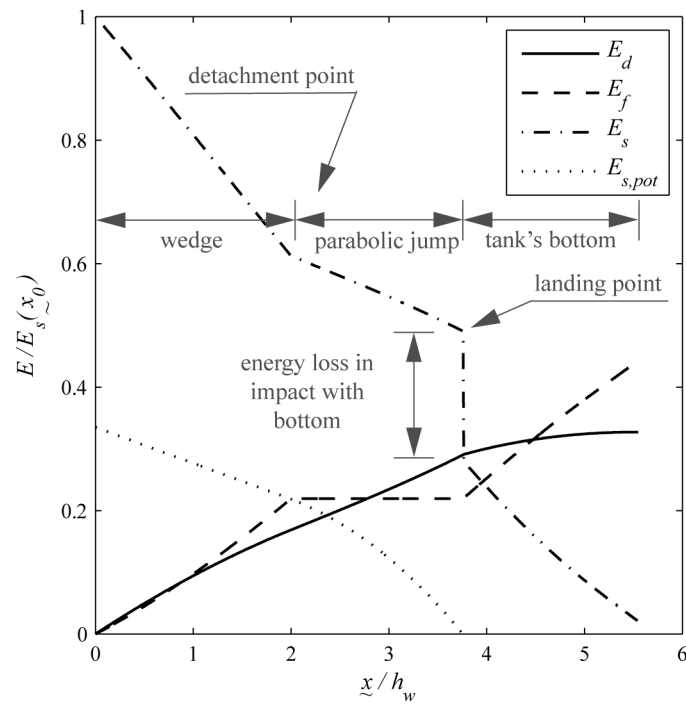 1
0.8
0.6
0.4
0.2
0
0 1 2 3 4 5 6
E/E_s(x_0)
x/h_w
E_d
E_f
E_s
E_s,pot
detachment point
wedge
parabolic jump
tank's bottom
landing point
energy loss in
impact with
bottom